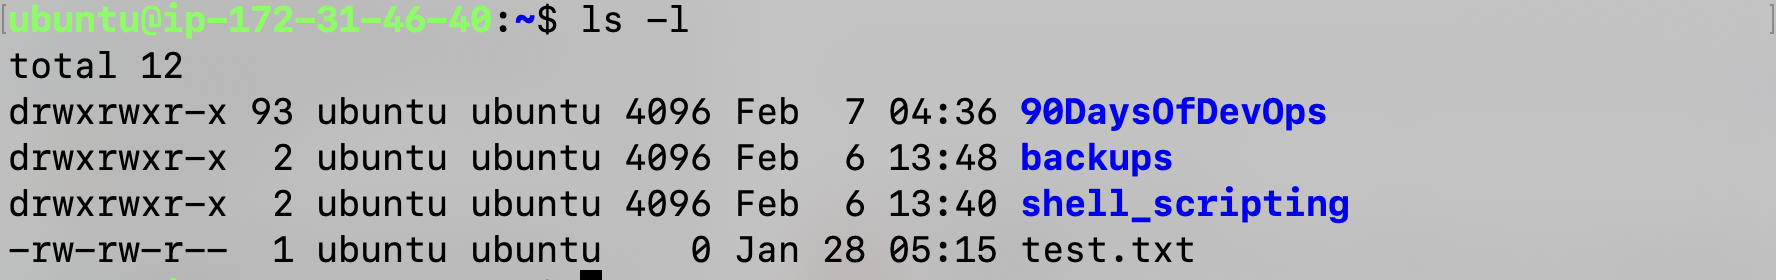 [ubuntu@ip-172-31-46-40:~$ ls -l ]
total 12
drwxrwxr-x 93 ubuntu ubuntu 4096 Feb  7 04:36 90DaysOfDevOps
drwxrwxr-x  2 ubuntu ubuntu 4096 Feb  6 13:48 backups
drwxrwxr-x  2 ubuntu ubuntu 4096 Feb  6 13:40 shell_scripting
-rw-rw-r--  1 ubuntu ubuntu    0 Jan 28 05:15 test.txt